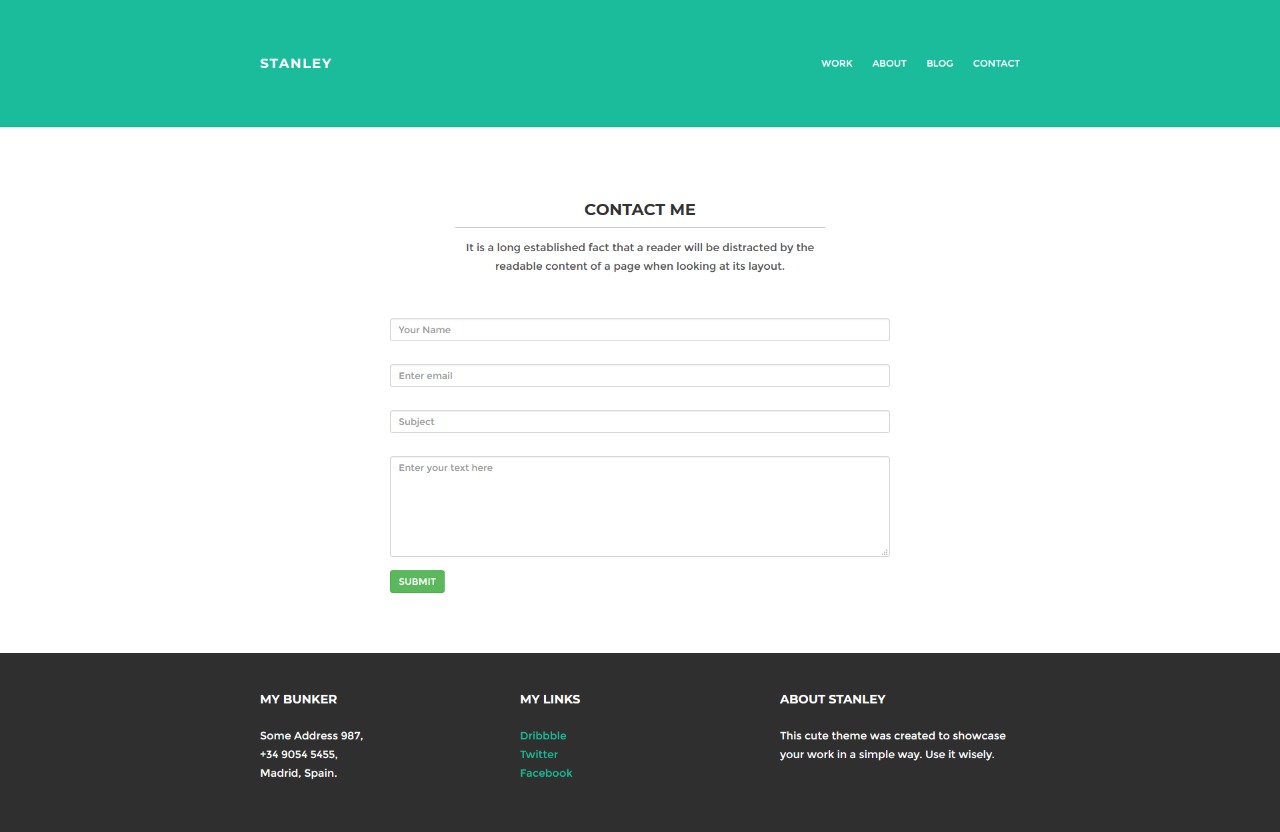 STANLEY
WORK ABOUT BLOG CONTACT
CONTACT ME
It is a long established fact that a reader will be distracted by the
readable content of a page when looking at its layout.
Your Name
Enter email
Subject
Enter your text here
SUBMIT
MY BUNKER
Some Address 987,
+34 9054 5455,
Madrid, Spain.
MY LINKS
Dribbble
Twitter
Facebook
ABOUT STANLEY
This cute theme was created to showcase
your work in a simple way. Use it wisely.